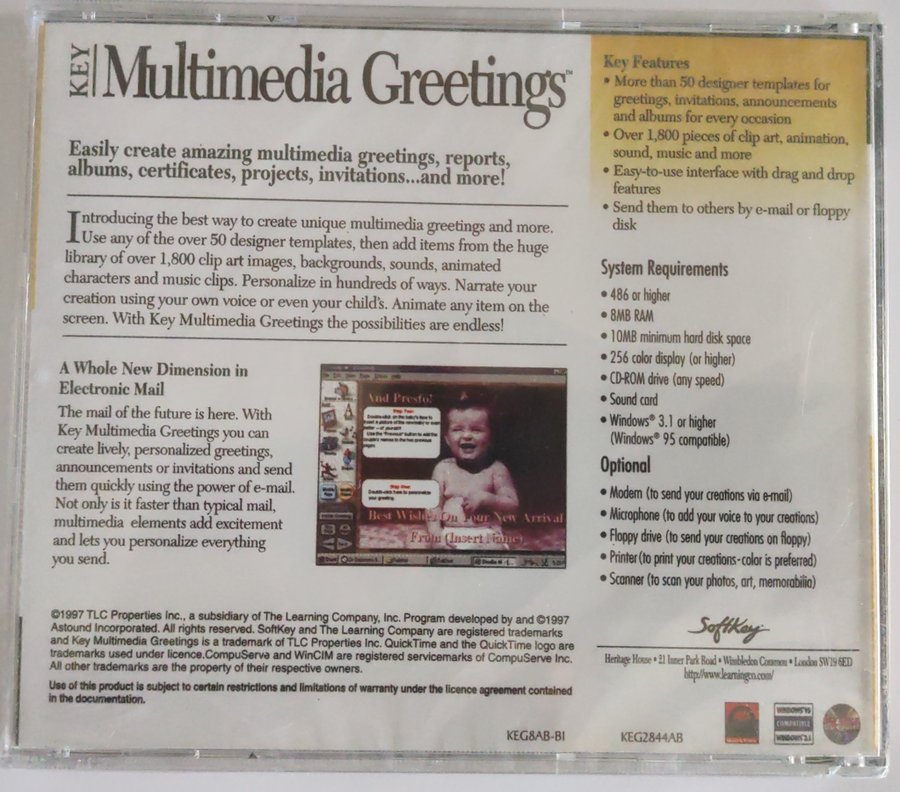 KEY
Multimedia Greetings™
Easily create amazing multimedia greetings, reports,
albums, certificates, projects, invitations...and more!
Introducing the best way to create unique multimedia greetings and more.
Use any of the over 50 designer templates, then add items from the huge
library of over 1,800 clip art images, backgrounds, sounds, animated
characters and music clips. Personalize in hundreds of ways. Narrate your
creation using your own voice or even your child's. Animate any item on the
screen. With Key Multimedia Greetings the possibilities are endless!
A Whole New Dimension in
Electronic Mail
The mail of the future is here. With
Key Multimedia Greetings you can
create lively, personalized greetings,
announcements or invitations and send
them quickly using the power of e-mail.
Not only is it faster than typical mail,
multimedia elements add excitement
and lets you personalize everything
you send.
And Presto!
Best Wishes On Your New Arrival
From (Insert Name)
©1997 TLC Properties Inc., a subsidiary of The Learning Company, Inc. Program developed by and ©1997
Astound Incorporated. All rights reserved. SoftKey and The Learning Company are registered trademarks
and Key Multimedia Greetings is a trademark of TLC Properties Inc. QuickTime and the QuickTime logo are
trademarks used under licence.CompuServe and WinCIM are registered servicemarks of CompuServe Inc.
All other trademarks are the property of their respective owners.
Use of this product is subject to certain restrictions and limitations of warranty under the licence agreement contained
in the documentation.
KEG8AB-BI
Key Features
• More than 50 designer templates for
greetings, invitations, announcements
and albums for every occasion
• Over 1,800 pieces of clip art, animation,
sound, music and more
• Easy-to-use interface with drag and drop
features
• Send them to others by e-mail or floppy
disk
System Requirements
• 486 or higher
• 8MB RAM
• 10MB minimum hard disk space
• 256 color display (or higher)
• CD-ROM drive (any speed)
• Sound card
• Windows® 3.1 or higher
(Windows® 95 compatible)
Optional
• Modem (to send your creations via e-mail)
• Microphone (to add your voice to your creations)
• Floppy drive (to send your creations on floppy)
• Printer (to print your creations-color is preferred)
• Scanner (to scan your photos, art, memorabilia)
SoftKey
Heritage House • 21 Inner Park Road • Wimbledon Common • London SW19 6ED
http://www.learningco.com/
KEG2844AB
WINDOWS'95
COMPATIBLE
WINDOWS 3.1